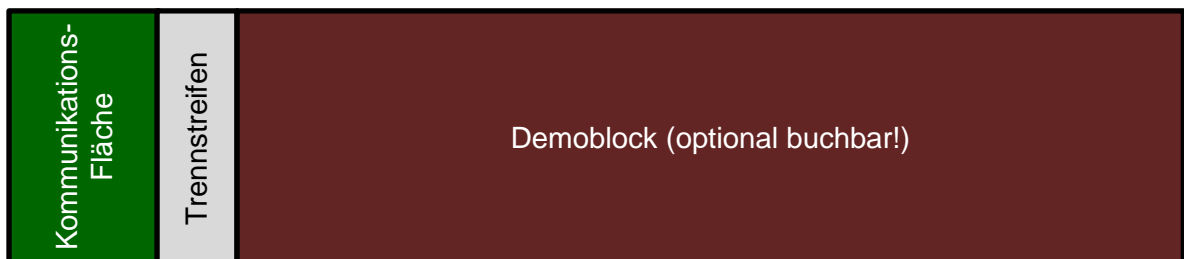 Kommunikations-
Fläche
Trennstreifen
Demoblock (optional buchbar!)